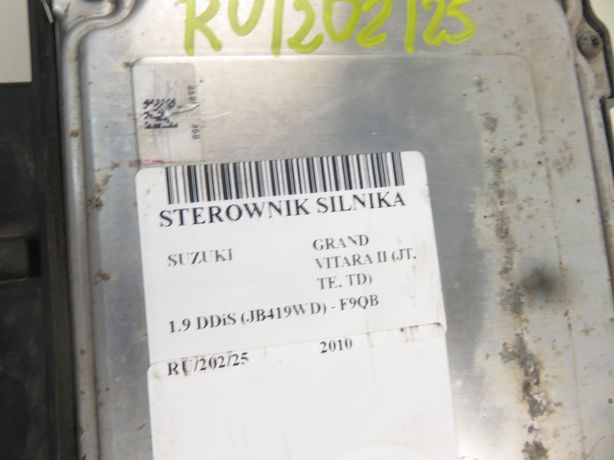 RU/202/25
STEROWNIK SILNIKA
SUZUKI GRAND
VITARA II (JT,
TE, TD)
1.9 DDiS (JB419WD) - F9QB
RU/202/25 2010